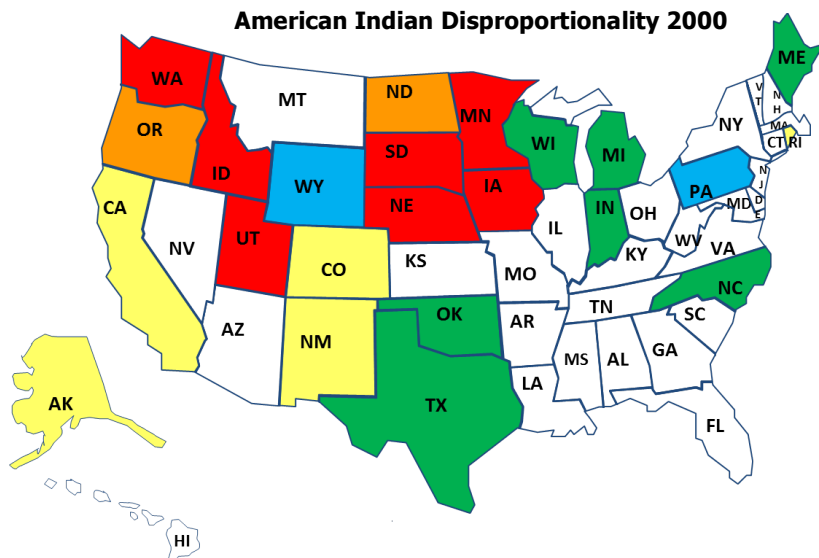 American Indian Disproportionality 2000
WA
MT
ND
MN
ME
VT
NH
OR
ID
SD
WI
MI
NY
MA
CT
RI
WY
IA
PA
NJ
CA
NE
IN
OH
MD
DE
NV
UT
CO
KS
IL
MO
KY
WV
VA
AZ
NM
OK
AR
TN
NC
SC
TX
LA
MS
AL
GA
FL
AK
HI